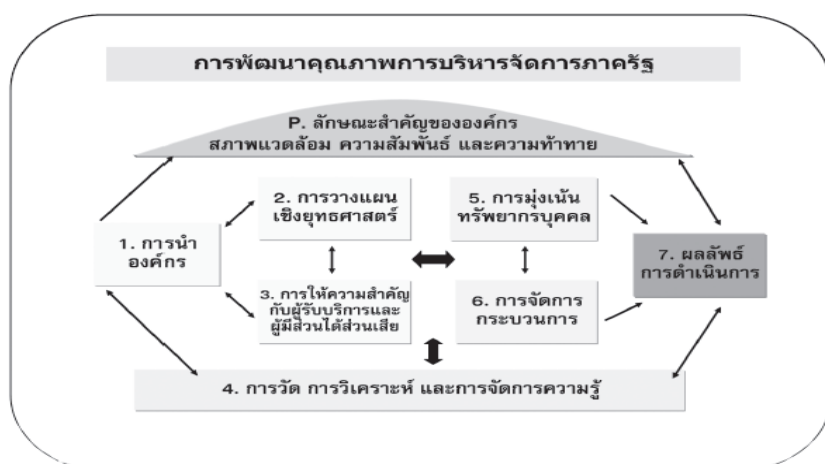 การพัฒนาคุณภาพการบริหารจัดการภาครัฐ
P. ลักษณะสำคัญขององค์กร
สภาพแวดล้อม ความสัมพันธ์ และความท้าทาย
1. การนำ
องค์กร
2. การวางแผน
เชิงยุทธศาสตร์
3. การให้ความสำคัญ
กับผู้รับบริการและ
ผู้มีส่วนได้ส่วนเสีย
5. การมุ่งเน้น
ทรัพยากรบุคคล
6. การจัดการ
กระบวนการ
7. ผลลัพธ์
การดำเนินการ
4. การวัด การวิเคราะห์ และการจัดการความรู้